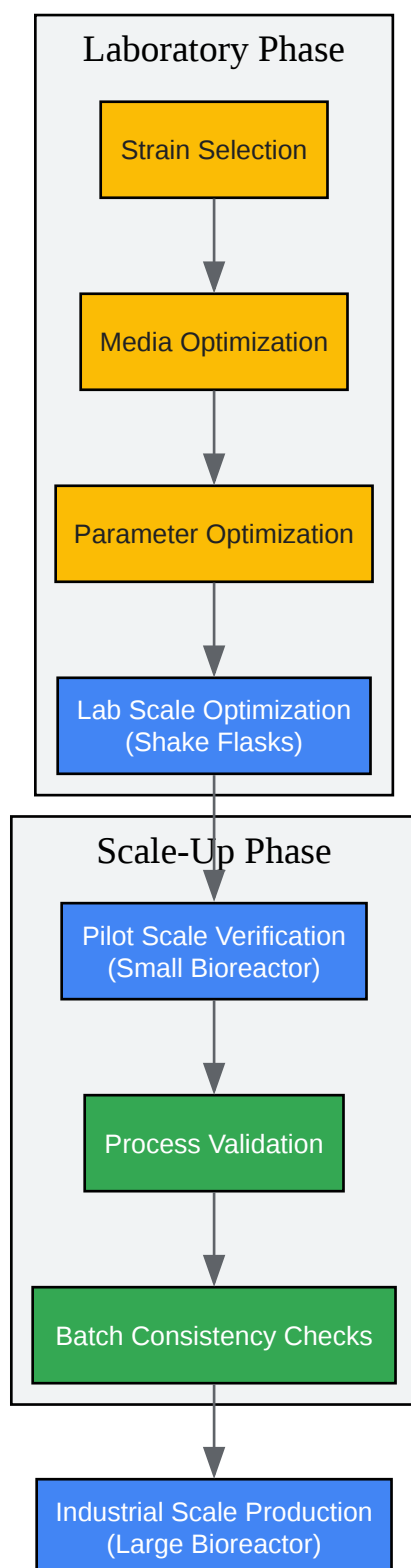 Laboratory Phase
Strain Selection
Media Optimization
Parameter Optimization
Lab Scale Optimization
(Shake Flasks)
Scale-Up Phase
Pilot Scale Verification
(Small Bioreactor)
Process Validation
Batch Consistency Checks
Industrial Scale Production
(Large Bioreactor)